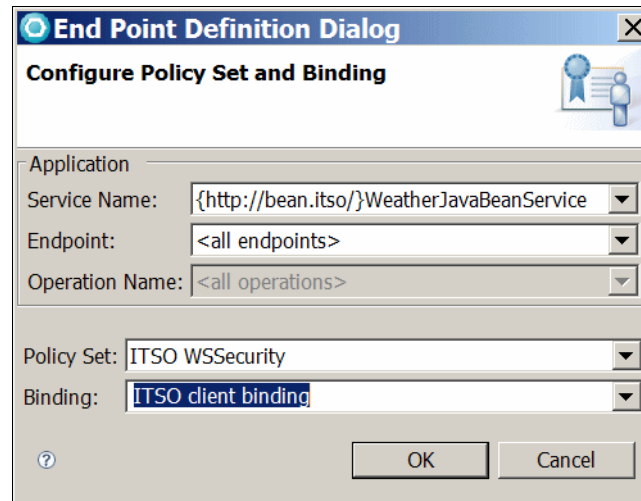 End Point Definition Dialog
Configure Policy Set and Binding
Application
Service Name: {http://bean.itso/}WeatherJavaBeanService
Endpoint: <all endpoints>
Operation Name: <all operations>
Policy Set: ITSO WSSecurity
Binding: ITSO client binding
? OK Cancel